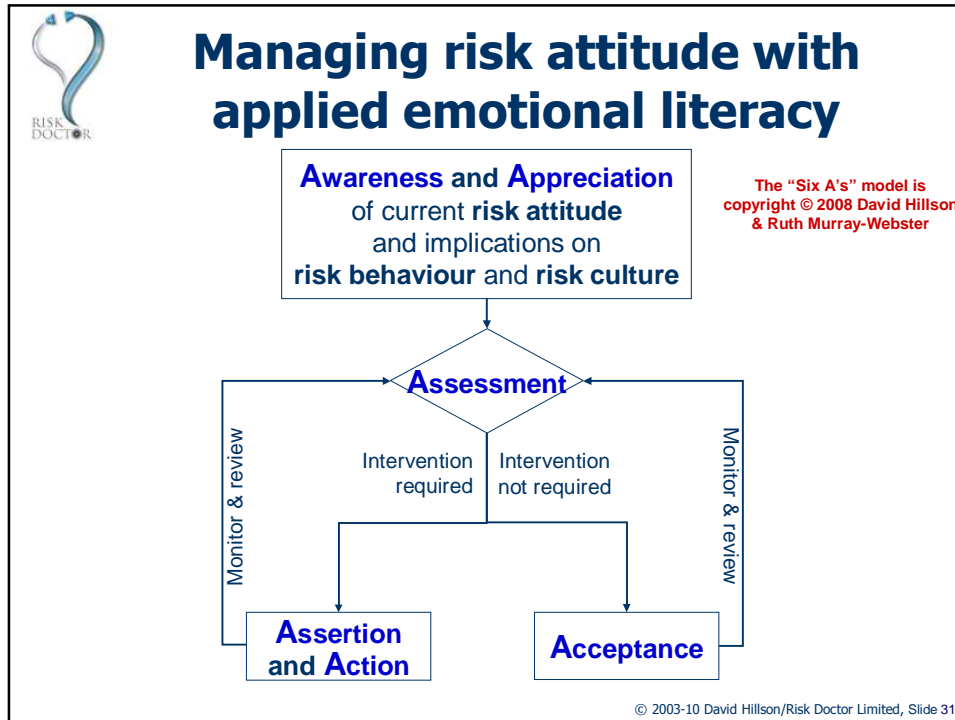 RISK
DOCTOR
Managing risk attitude with
applied emotional literacy
Awareness and Appreciation
of current risk attitude
and implications on
risk behaviour and risk culture
The “Six A's” model is
copyright © 2008 David Hillson
& Ruth Murray-Webster
Assessment
Monitor & review
Intervention
required
Intervention
not required
Monitor & review
Assertion
and Action
Acceptance
© 2003-10 David Hillson/Risk Doctor Limited, Slide 31